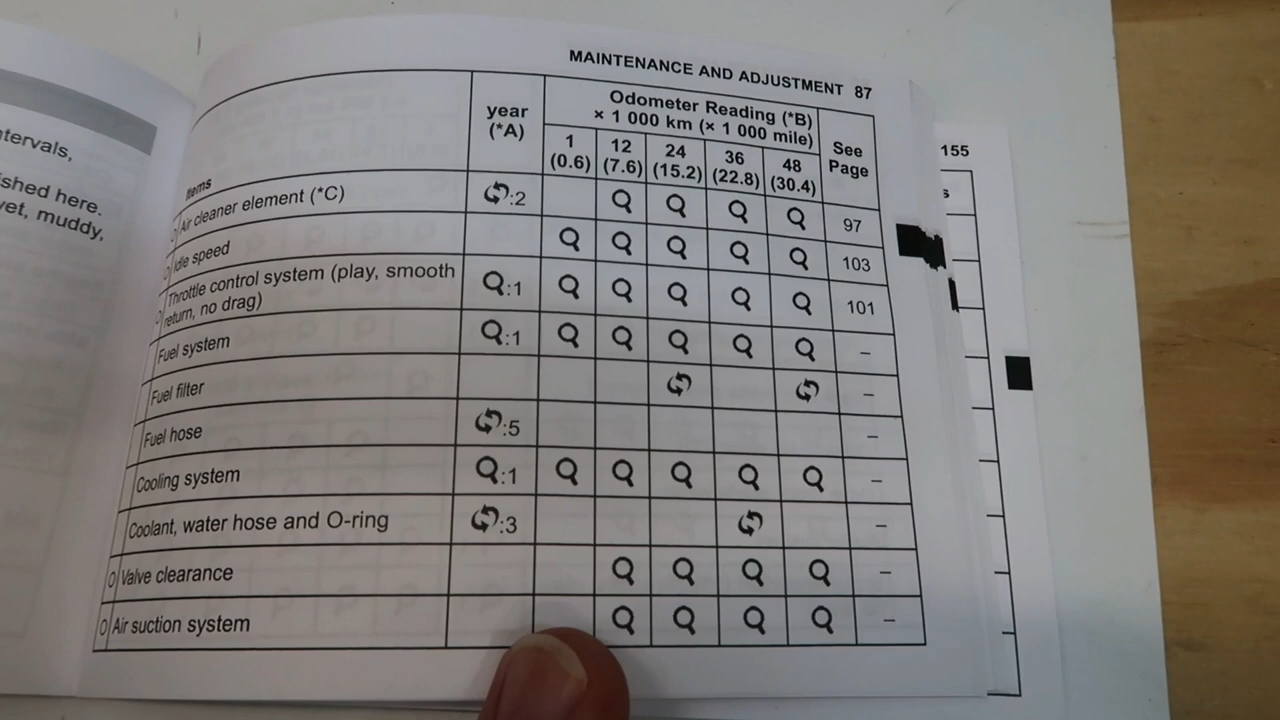 MAINTENANCE AND ADJUSTMENT 87
ntervals,
ished here.
vet, muddy,
Items
year
(*A)
Odometer Reading (*B)
× 1 000 km (× 1 000 mile)
See
Page
1
(0.6)
12
(7.6)
24
(15.2)
36
(22.8)
48
(30.4)
Air cleaner element (*C) :2 97
Idle speed 103
Throttle control system (play, smooth
return, no drag) :1 101
Fuel system :1 –
Fuel filter –
Fuel hose :5 –
Cooling system :1 –
Coolant, water hose and O-ring :3 –
Valve clearance –
Air suction system –
155
s